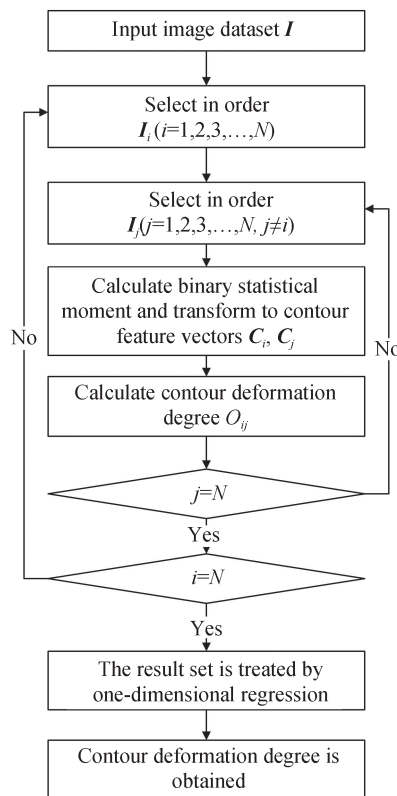 Input image dataset I
Select in order
Iᵢ (i=1,2,3,…,N)
Select in order
Iⱼ(j=1,2,3,…,N, j≠i)
Calculate binary statistical
moment and transform to contour
feature vectors Cᵢ, Cⱼ
No
No
Calculate contour deformation
degree Oᵢⱼ
j=N
Yes
i=N
Yes
The result set is treated by
one-dimensional regression
Contour deformation degree is
obtained